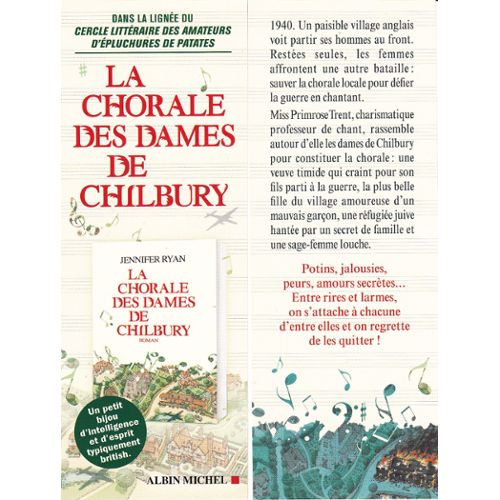 DANS LA LIGNÉE DU
CERCLE LITTÉRAIRE DES AMATEURS
D'ÉPLUCHURES DE PATATES
LA
CHORALE
DES DAMES
DE
CHILBURY
JENNIFER RYAN
LA
CHORALE
DES DAMES
DE
CHILBURY
ROMAN
Un petit
bijou
d'intelligence
et d'esprit
typiquement
british.
ALBIN MICHEL
1940. Un paisible village anglais
voit partir ses hommes au front.
Restées seules, les femmes
affrontent une autre bataille :
sauver la chorale locale pour défier
la guerre en chantant.
Miss Primrose Trent, charismatique
professeur de chant, rassemble
autour d'elle les dames de Chilbury
pour constituer la chorale : une
veuve timide qui craint pour son
fils parti à la guerre, la plus belle
fille du village amoureuse d'un
mauvais garçon, une réfugiée juive
hantée par un secret de famille et
une sage-femme louche.
Potins, jalousies,
peurs, amours secrètes...
Entre rires et larmes,
on s'attache à chacune
d'entre elles et on regrette
de les quitter !